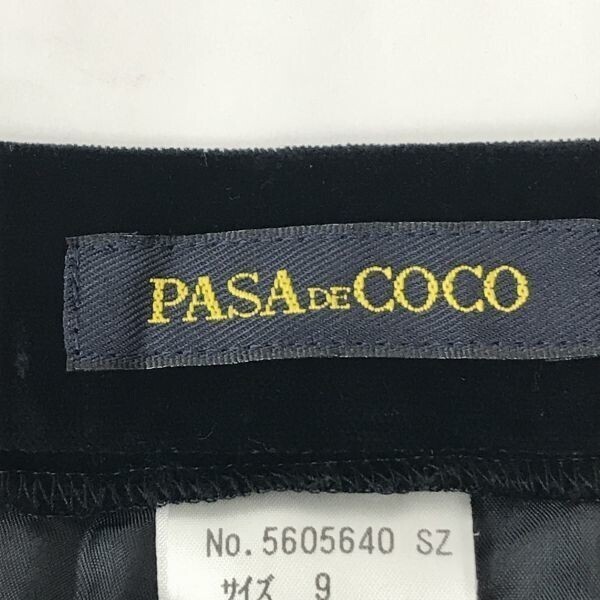 PASA DE COCO
No. 5605640 SZ
サイズ 9